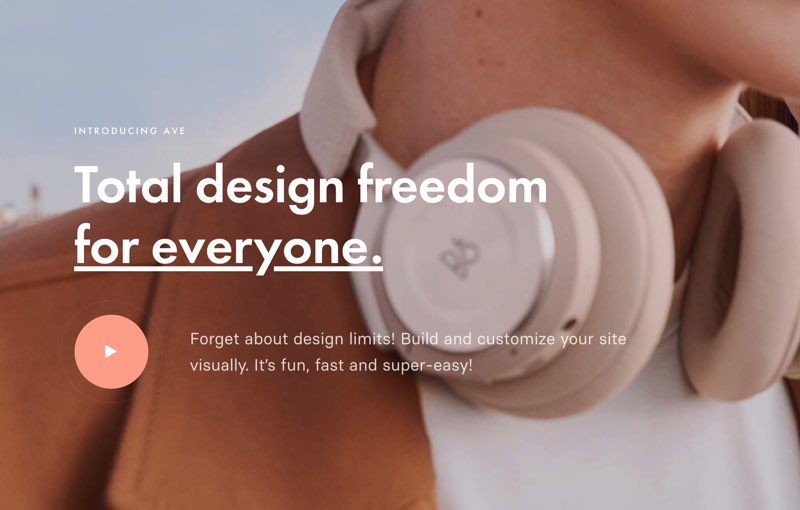 INTRODUCING AVE
Total design freedom
for everyone.
Forget about design limits! Build and customize your site
visually. It’s fun, fast and super-easy!
B&O